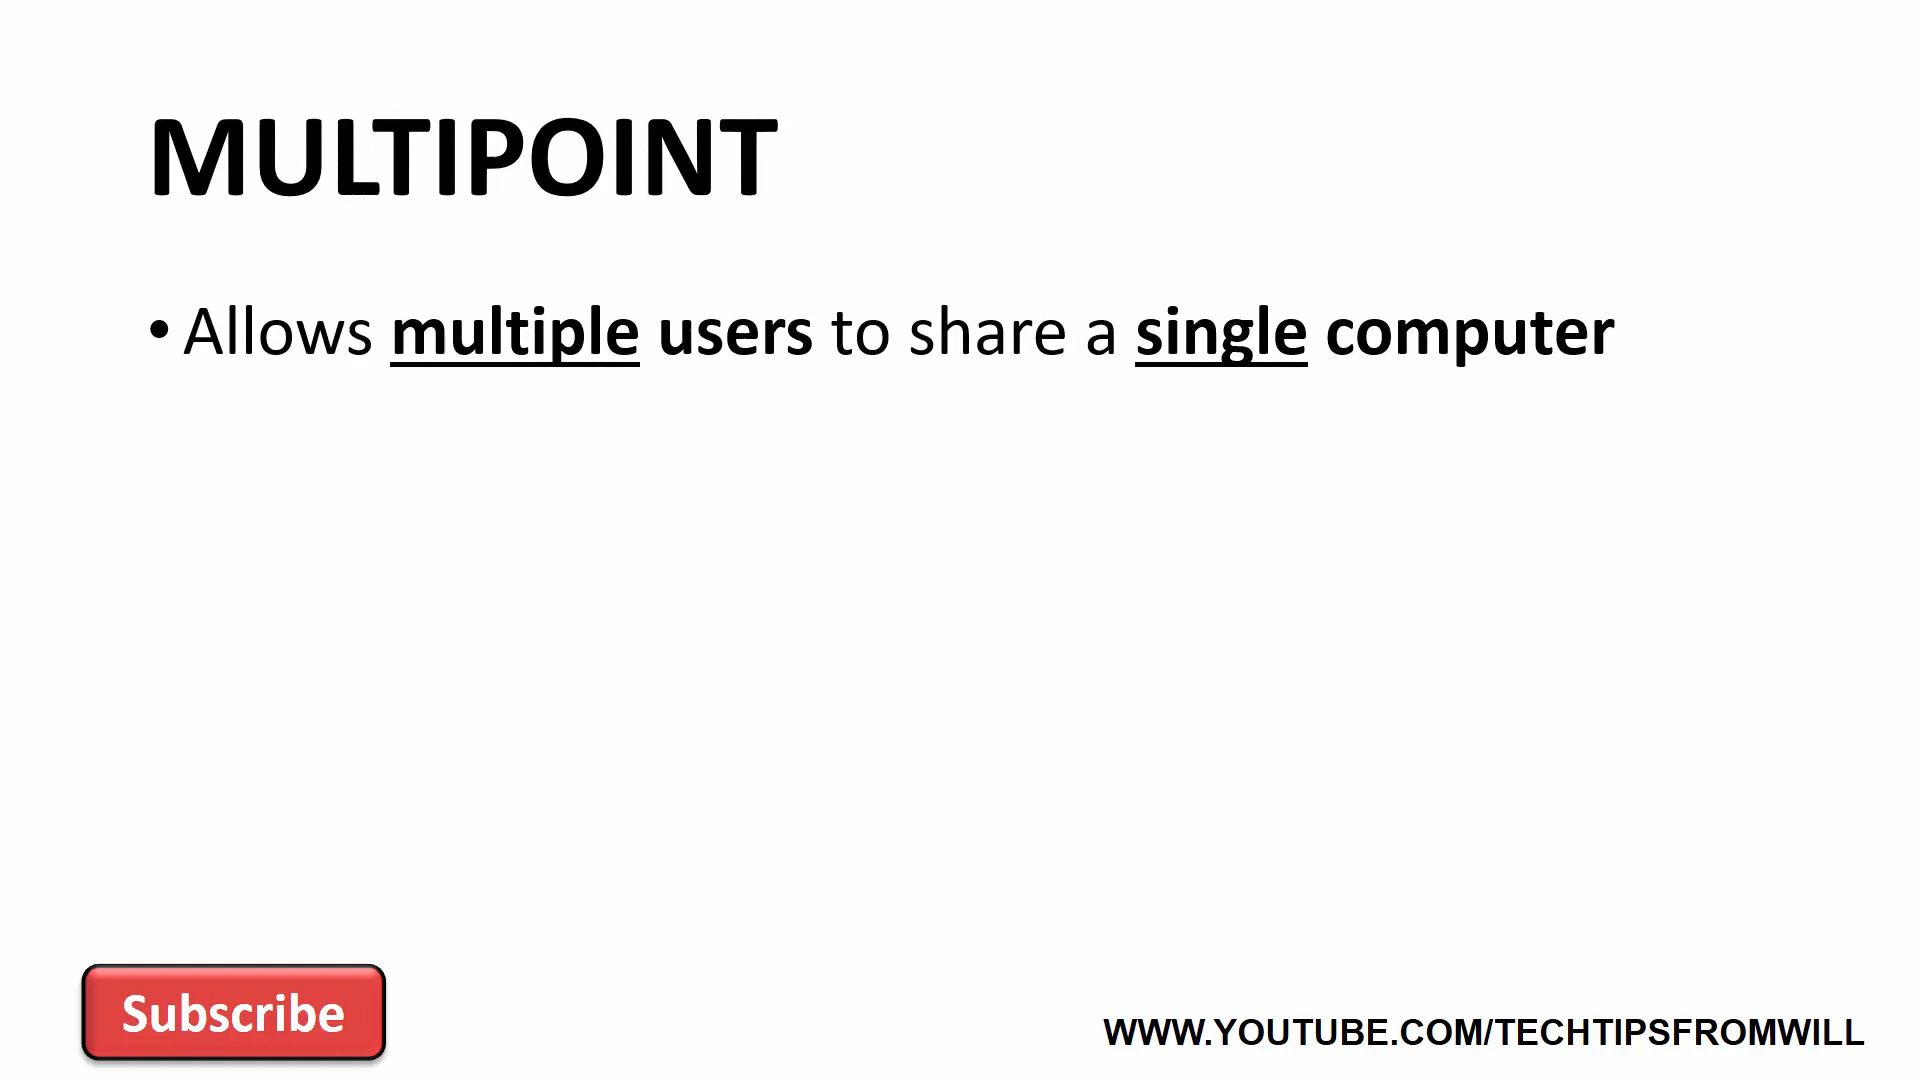 MULTIPOINT
• Allows multiple users to share a single computer
Subscribe
WWW.YOUTUBE.COM/TECHTIPSFROMWILL